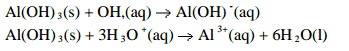 Al(OH)₃(s) + OH,(aq) → Al(OH)⁻(aq)
Al(OH)₃(s) + 3H₃O⁺(aq) → Al³⁺(aq) + 6H₂O(l)